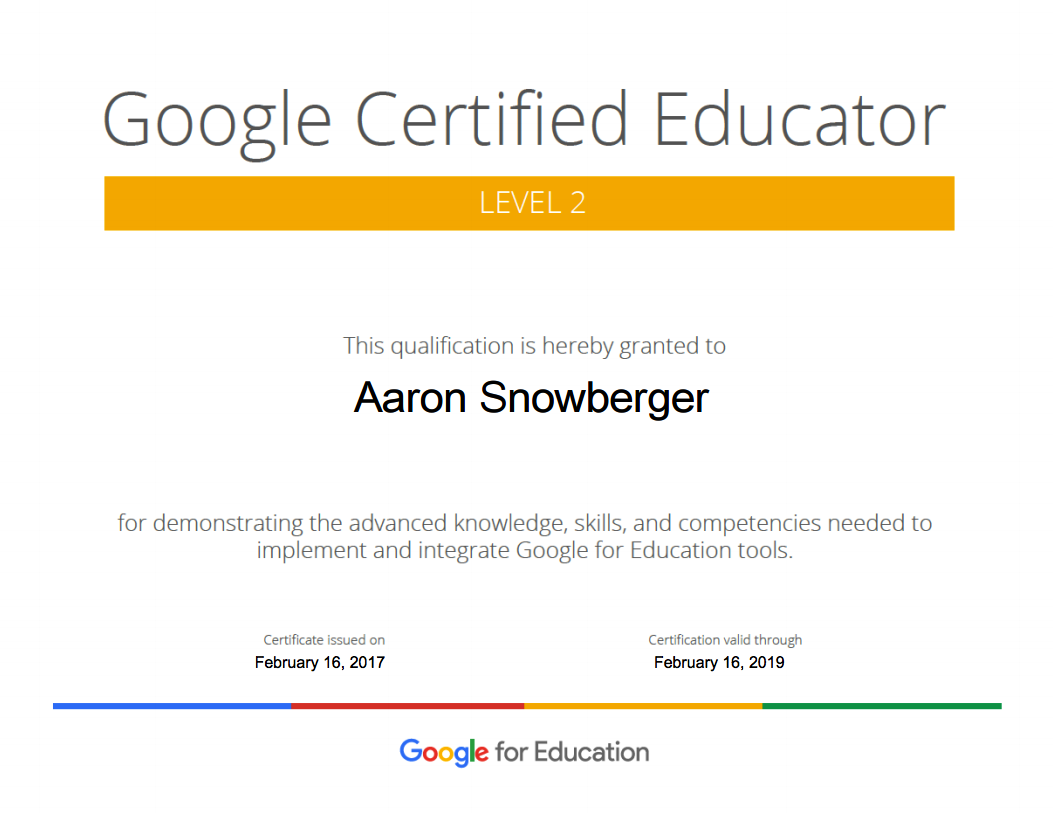 Google Certified Educator
LEVEL 2
This qualification is hereby granted to
Aaron Snowberger
for demonstrating the advanced knowledge, skills, and competencies needed to
implement and integrate Google for Education tools.
Certificate issued on
February 16, 2017
Certification valid through
February 16, 2019
Google for Education